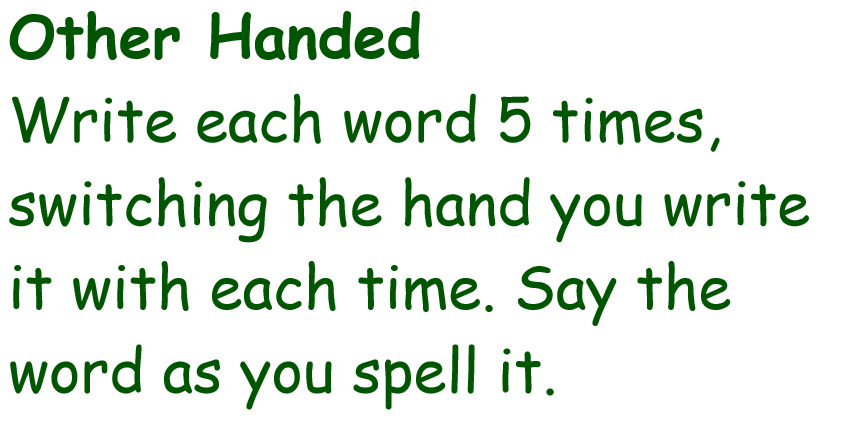 Other Handed
Write each word 5 times,
switching the hand you write
it with each time. Say the
word as you spell it.